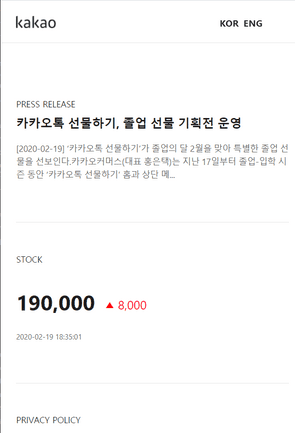 kakao
KOR ENG
PRESS RELEASE
카카오톡 선물하기, 졸업 선물 기획전 운영
[2020-02-19] '카카오톡 선물하기'가 졸업의 달 2월을 맞아 특별한 졸업 선
물을 선보인다.카카오커머스(대표 홍은택)는 지난 17일부터 졸업-입학 시
즌 동안 '카카오톡 선물하기' 홈과 상단 메...
STOCK
190,000 ▲ 8,000
2020-02-19 18:35:01
PRIVACY POLICY